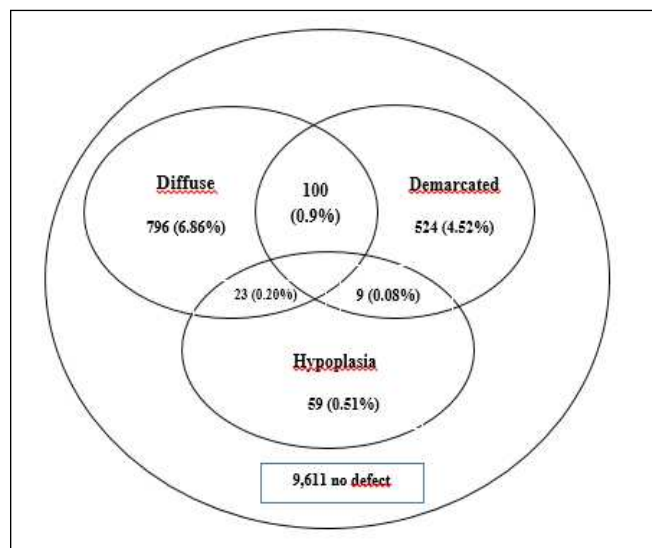 Diffuse
796 (6.86%)
100
(0.9%)
Demarcated
524 (4.52%)
23 (0.20%)
9 (0.08%)
Hypoplasia
59 (0.51%)
9,611 no defect